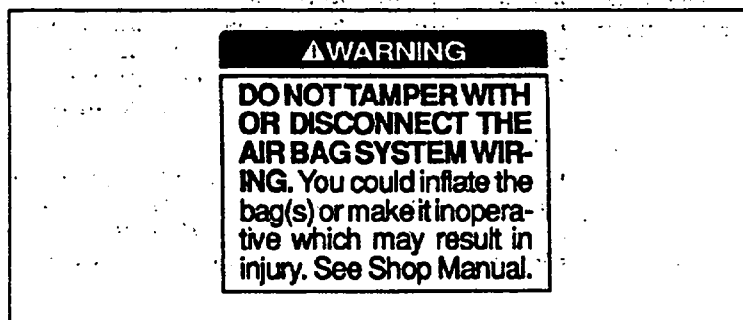 ⚠WARNING
DO NOT TAMPER WITH
OR DISCONNECT THE
AIR BAG SYSTEM WIR-
ING. You could inflate the
bag(s) or make it inopera-
tive which may result in
injury. See Shop Manual.